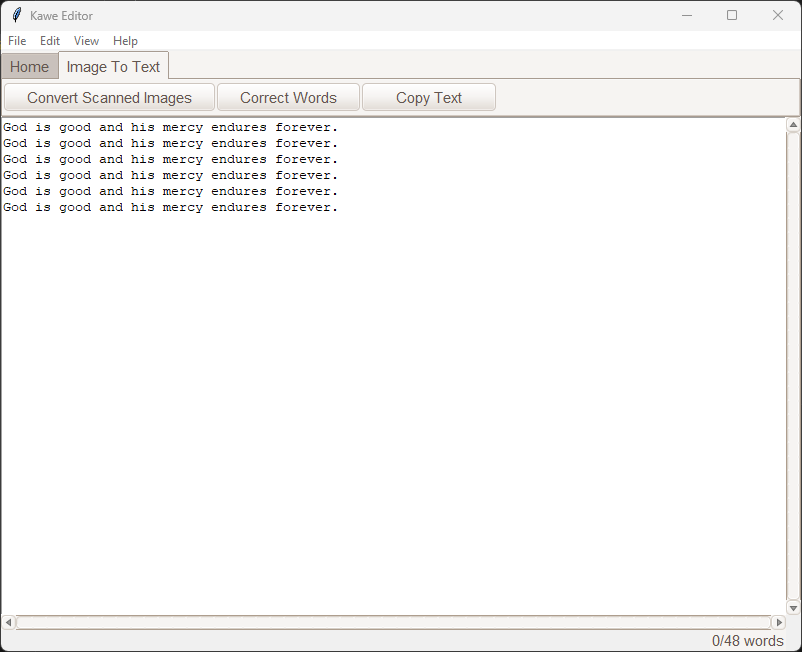 Kawe Editor
File Edit View Help
Home Image To Text
Convert Scanned Images Correct Words Copy Text
God is good and his mercy endures forever.
God is good and his mercy endures forever.
God is good and his mercy endures forever.
God is good and his mercy endures forever.
God is good and his mercy endures forever.
God is good and his mercy endures forever.
0/48 words